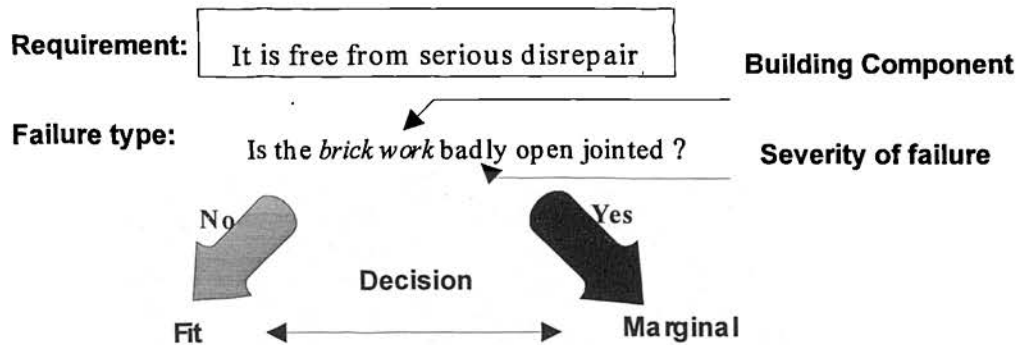 Requirement:
It is free from serious disrepair
Building Component
Failure type:
Is the brick work badly open jointed ?
Severity of failure
No
Yes
Decision
Fit
Marginal